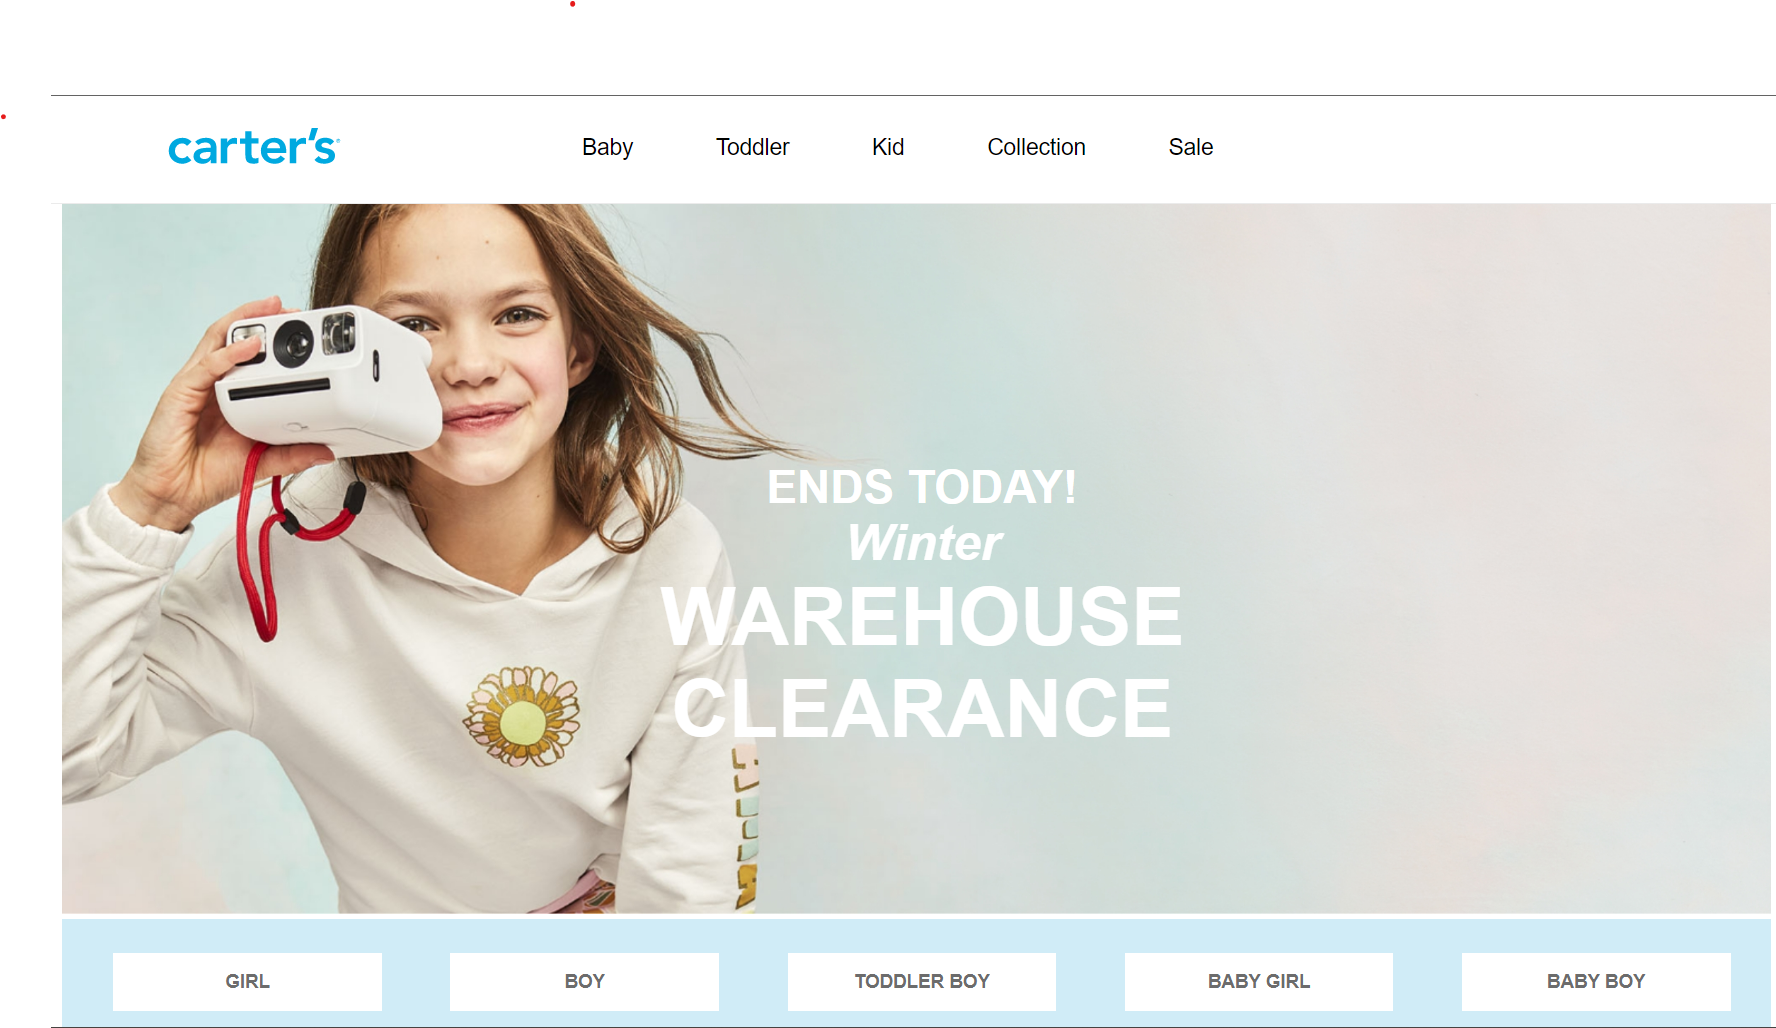 carter's
Baby Toddler Kid Collection Sale
ENDS TODAY!
Winter
WAREHOUSE
CLEARANCE
GIRL BOY TODDLER BOY BABY GIRL BABY BOY